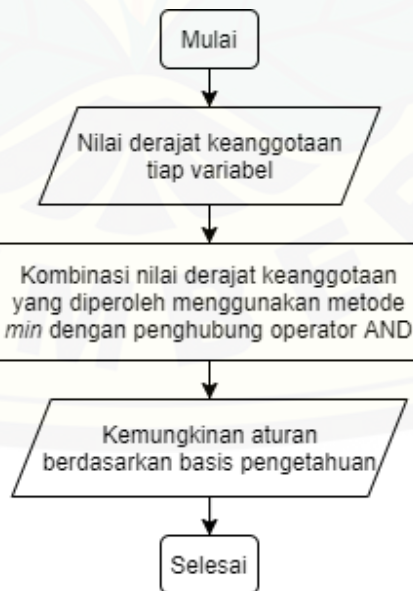 Mulai
Nilai derajat keanggotaan
tiap variabel
Kombinasi nilai derajat keanggotaan
yang diperoleh menggunakan metode
min dengan penghubung operator AND
Kemungkinan aturan
berdasarkan basis pengetahuan
Selesai